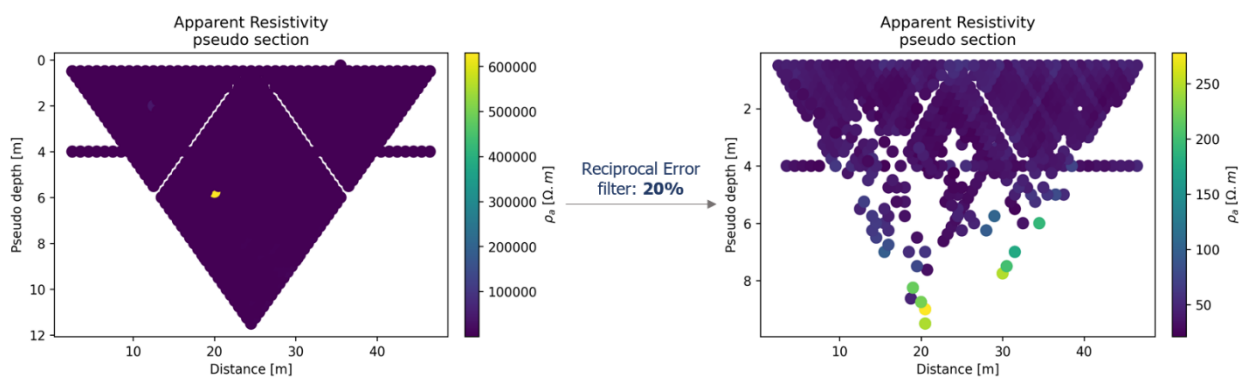 Apparent Resistivity
pseudo section
0
2
4
6
8
10
12
Pseudo depth [m]
10
20
30
40
Distance [m]
600000
500000
400000
300000
200000
100000
ρₐ [Ω.m]
Reciprocal Error
filter: 20%
Apparent Resistivity
pseudo section
2
4
6
8
Pseudo depth [m]
10
20
30
40
Distance [m]
250
200
150
100
50
ρₐ [Ω.m]